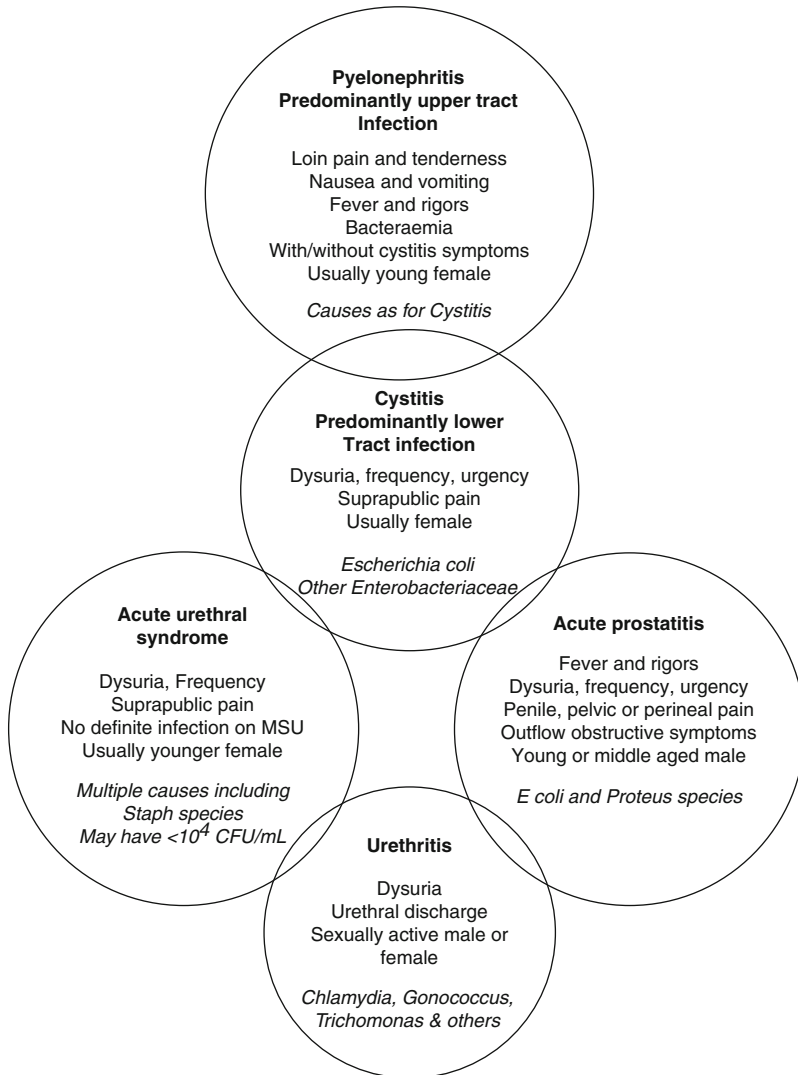 Pyelonephritis
Predominantly upper tract
Infection
Loin pain and tenderness
Nausea and vomiting
Fever and rigors
Bacteraemia
With/without cystitis symptoms
Usually young female
Causes as for Cystitis
Cystitis
Predominantly lower
Tract infection
Dysuria, frequency, urgency
Suprapublic pain
Usually female
Escherichia coli
Other Enterobacteriaceae
Acute urethral
syndrome
Dysuria, Frequency
Suprapublic pain
No definite infection on MSU
Usually younger female
Multiple causes including
Staph species
May have <10⁴ CFU/mL
Acute prostatitis
Fever and rigors
Dysuria, frequency, urgency
Penile, pelvic or perineal pain
Outflow obstructive symptoms
Young or middle aged male
E coli and Proteus species
Urethritis
Dysuria
Urethral discharge
Sexually active male or
female
Chlamydia, Gonococcus,
Trichomonas & others